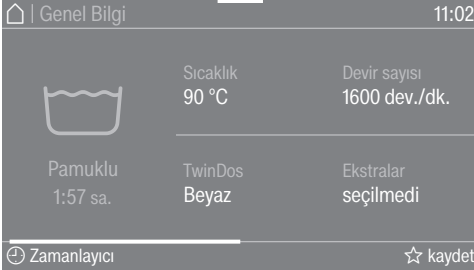 | Genel Bilgi 11:02
Sıcaklık Devir sayısı
90 °C 1600 dev./dk.
Pamuklu TwinDos Ekstralar
1:57 sa. Beyaz seçilmedi
Zamanlayıcı kaydet